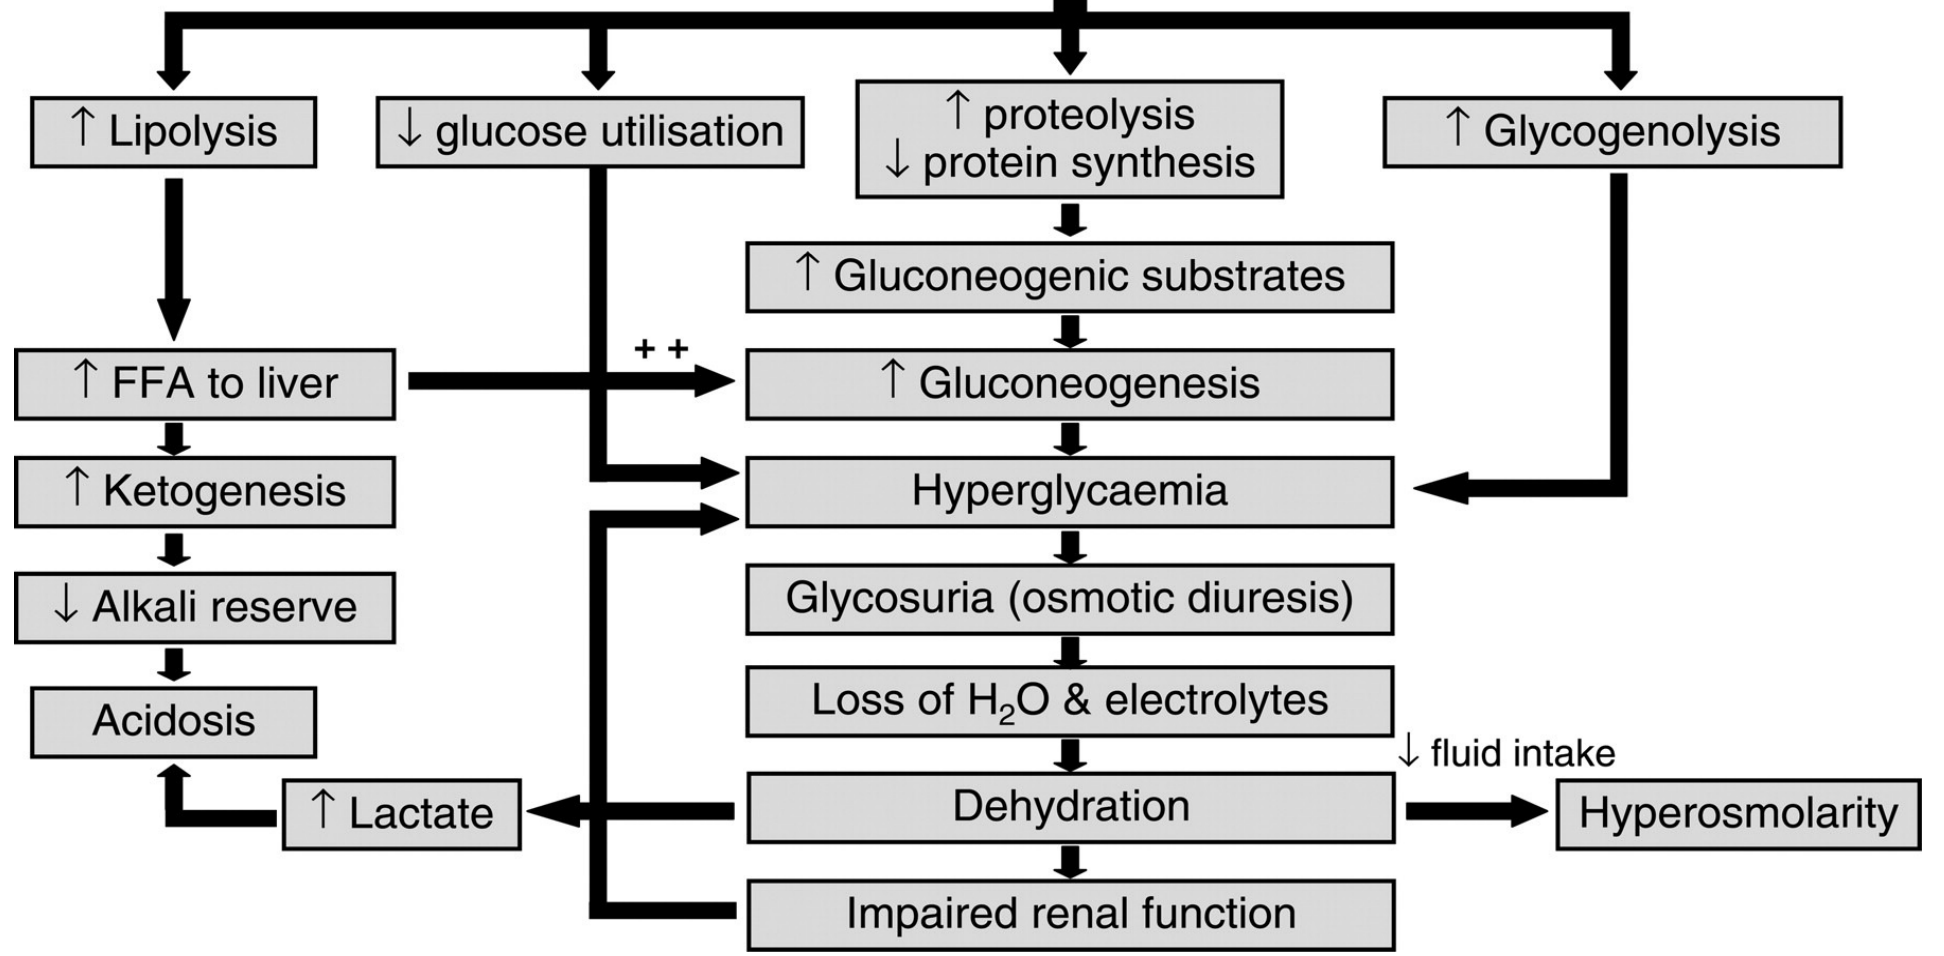 ↑ Lipolysis
↓ glucose utilisation
↑ proteolysis
↓ protein synthesis
↑ Glycogenolysis
↑ Gluconeogenic substrates
+ +
↑ FFA to liver
↑ Gluconeogenesis
↑ Ketogenesis
Hyperglycaemia
↓ Alkali reserve
Glycosuria (osmotic diuresis)
Acidosis
Loss of H₂O & electrolytes
↓ fluid intake
↑ Lactate
Dehydration
Hyperosmolarity
Impaired renal function